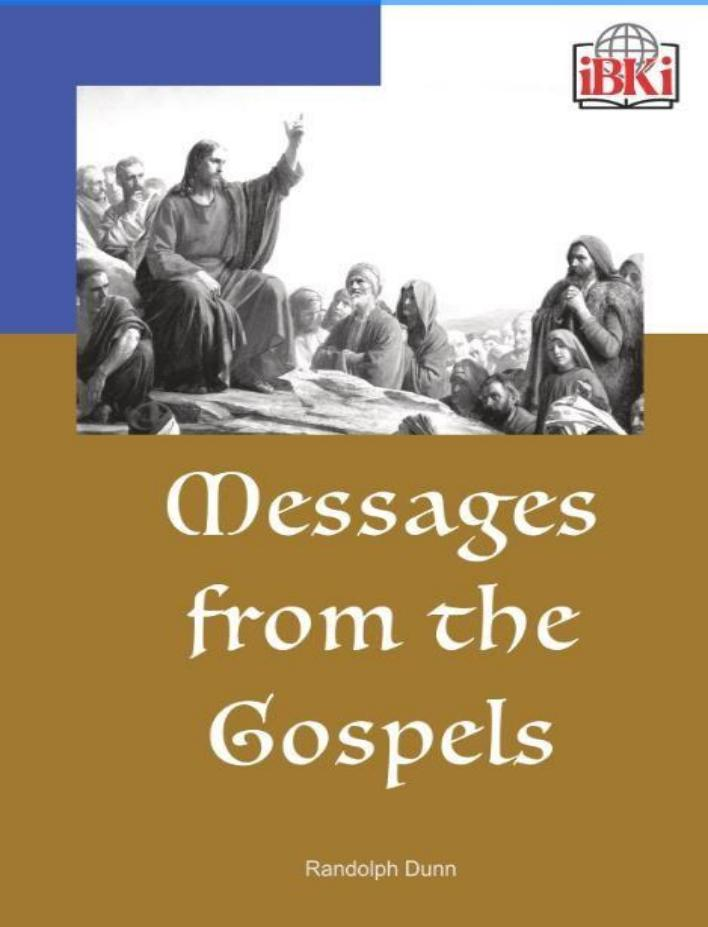 iBKi
Messages
from the
Gospels
Randolph Dunn